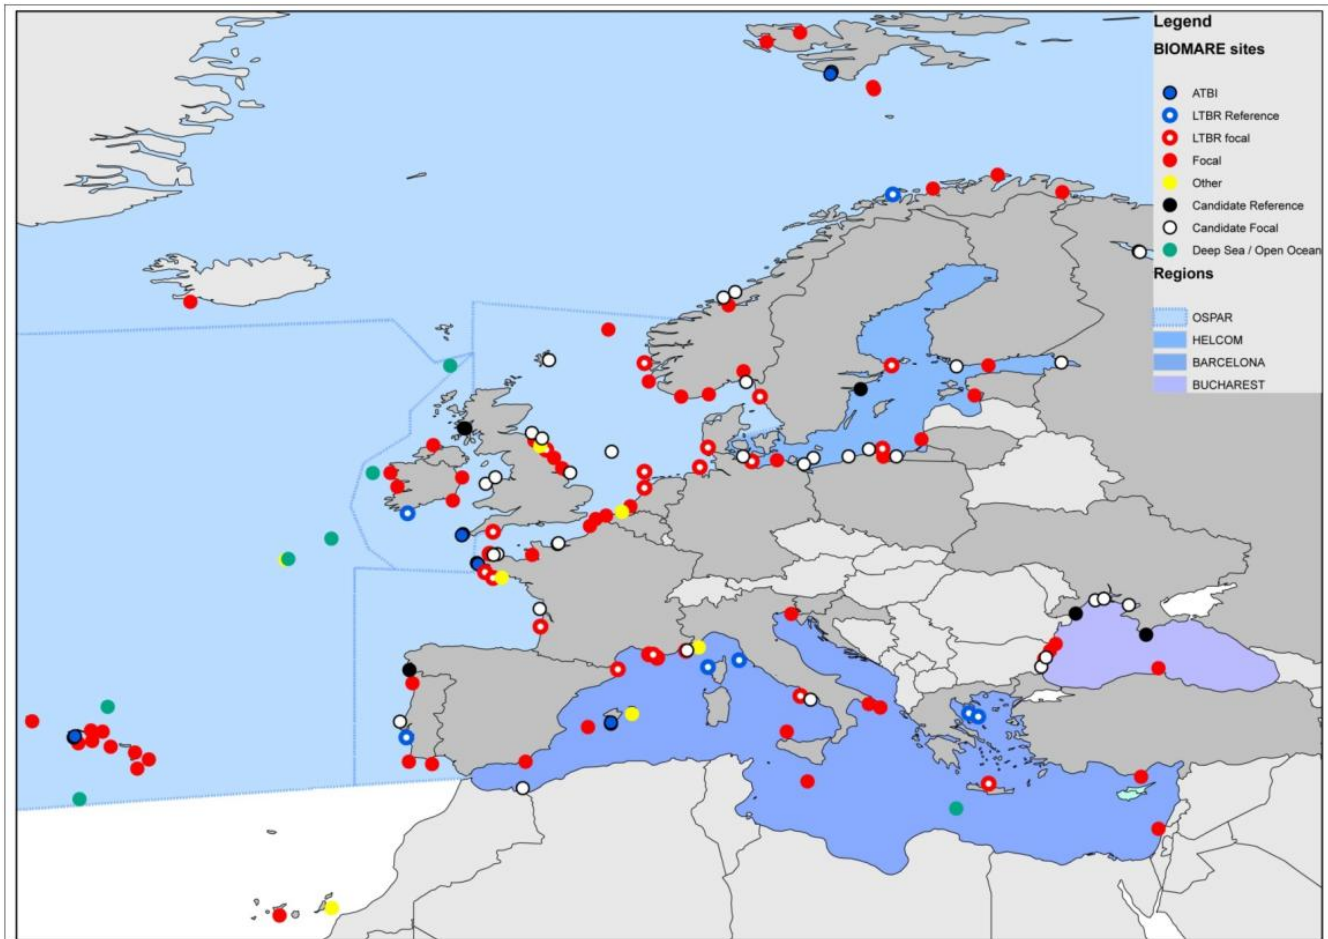 Legend
BIOMARE sites
ATBI
LTBR Reference
LTBR focal
Focal
Other
Candidate Reference
Candidate Focal
Deep Sea / Open Ocean
Regions
OSPAR
HELCOM
BARCELONA
BUCHAREST